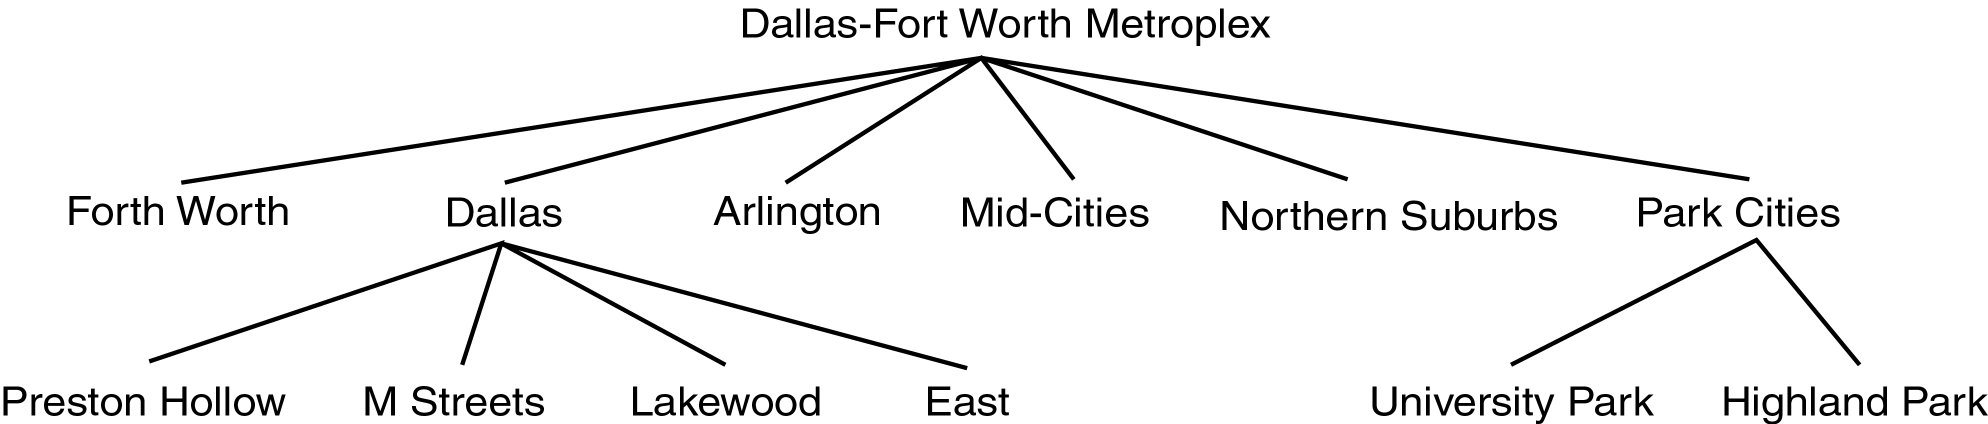 Dallas-Fort Worth Metroplex
Forth Worth
Dallas
Arlington
Mid-Cities
Northern Suburbs
Park Cities
Preston Hollow
M Streets
Lakewood
East
University Park
Highland Park